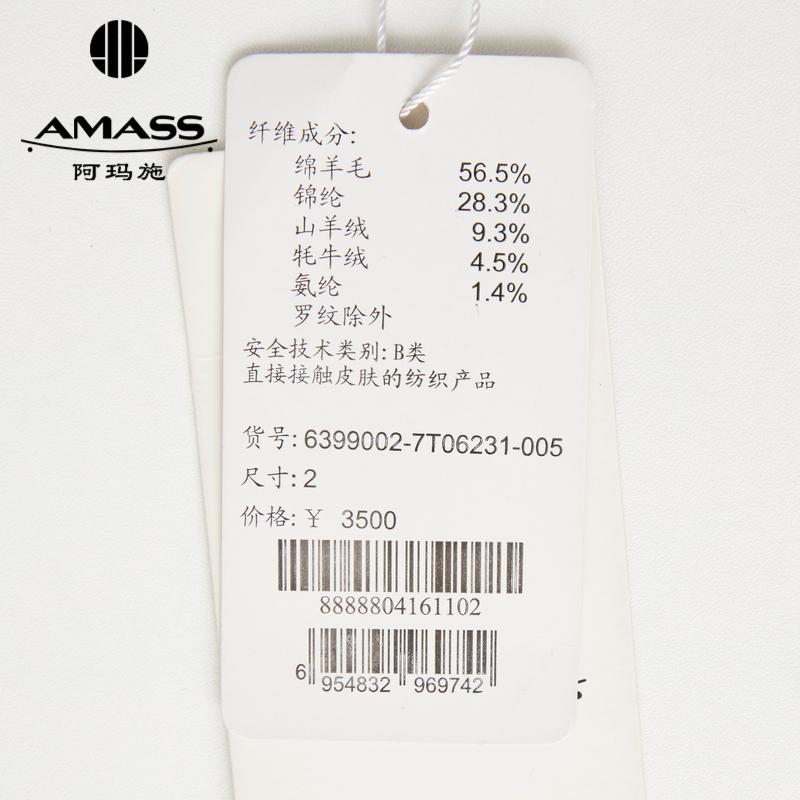 AMASS
阿玛施
纤维成分:
绵羊毛 56.5%
锦纶 28.3%
山羊绒 9.3%
牦牛绒 4.5%
氨纶 1.4%
罗纹除外
安全技术类别: B类
直接接触皮肤的纺织产品
货号: 6399002-7T06231-005
尺寸: 2
价格: ¥ 3500
8888804161102
6 954832 969742